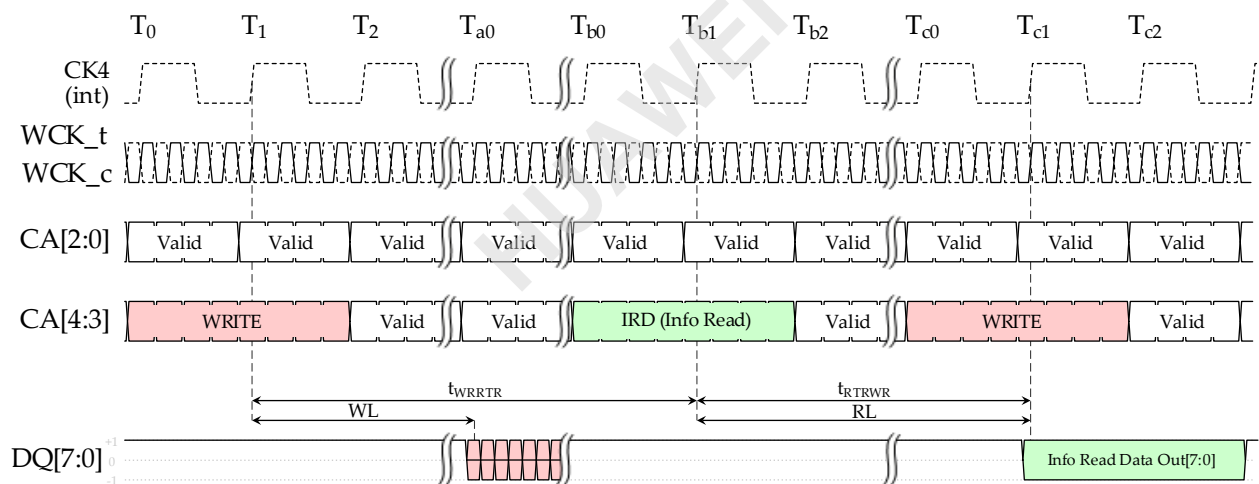 T0 T1 T2 Ta0 Tb0 Tb1 Tb2 Tc0 Tc1 Tc2
CK4
(int)
WCK_t
WCK_c
CA[2:0] Valid Valid Valid Valid Valid Valid Valid Valid Valid Valid
CA[4:3] WRITE Valid Valid IRD (Info Read) Valid WRITE Valid
tWRRTR tRTRWR
WL RL
DQ[7:0] +1 0 -1 Info Read Data Out[7:0]
HUAWEI